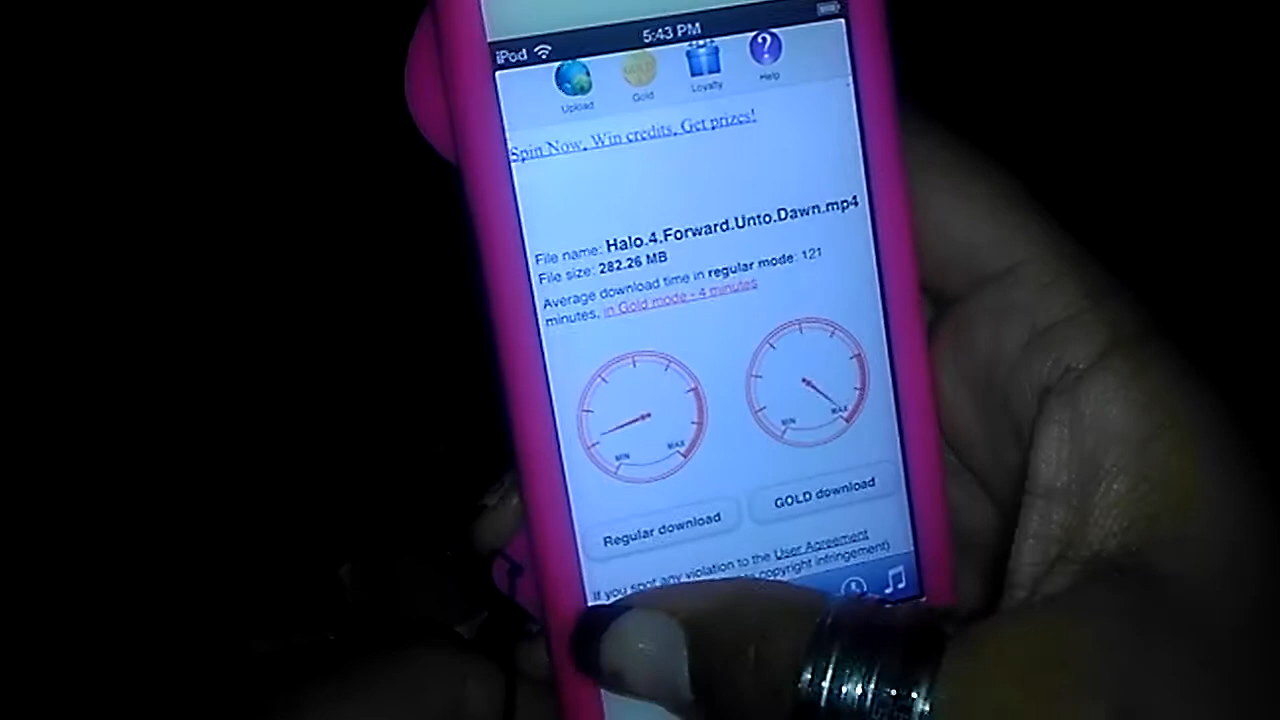 iPod 5:43 PM
Upload Gold Loyalty Help
Spin Now, Win credits, Get prizes!
File name: Halo.4.Forward.Unto.Dawn.mp4
File size: 282.26 MB
Average download time in regular mode: 121
minutes, in Gold mode - 4 minutes
MIN MAX MIN MAX
Regular download GOLD download
If you spot any violation to the User Agreement
copyright infringement)